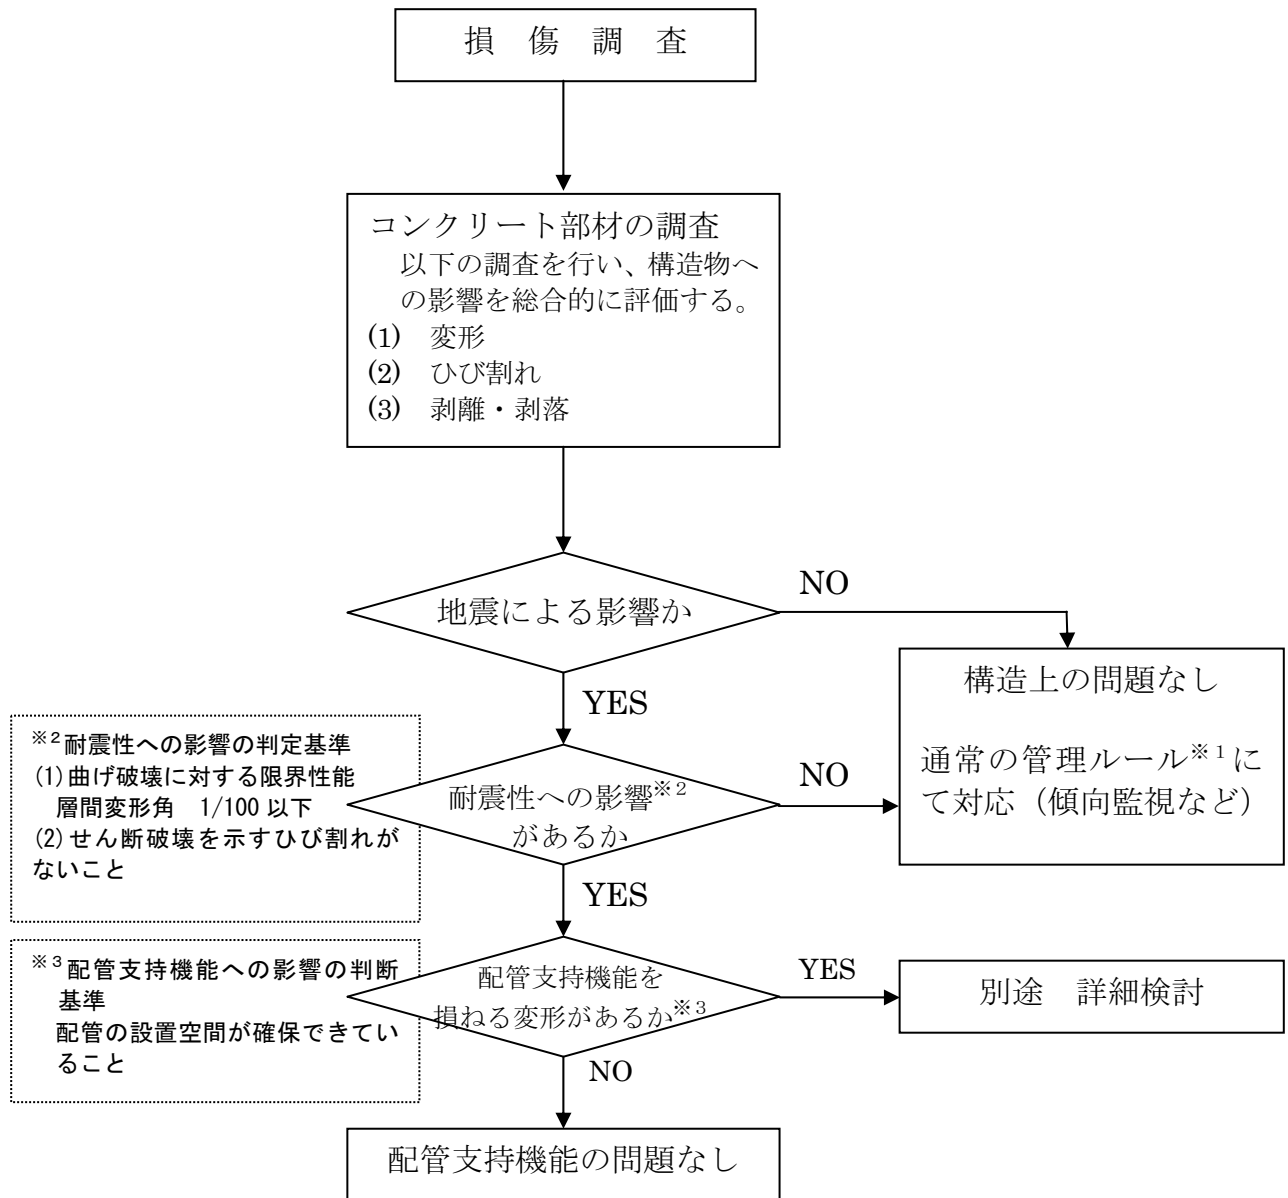 損　傷　調　査
コンクリート部材の調査
以下の調査を行い、構造物へ
の影響を総合的に評価する。
(1)　変形
(2)　ひび割れ
(3)　剥離・剥落
地震による影響か
NO
YES
構造上の問題なし
通常の管理ルール※1に
て対応（傾向監視など）
※2耐震性への影響の判定基準
(1)曲げ破壊に対する限界性能
層間変形角　1/100 以下
(2)せん断破壊を示すひび割れが
ないこと
耐震性への影響※2
があるか
NO
YES
※3配管支持機能への影響の判断
基準
配管の設置空間が確保できてい
ること
配管支持機能を
損ねる変形があるか※3
YES
別途　詳細検討
NO
配管支持機能の問題なし